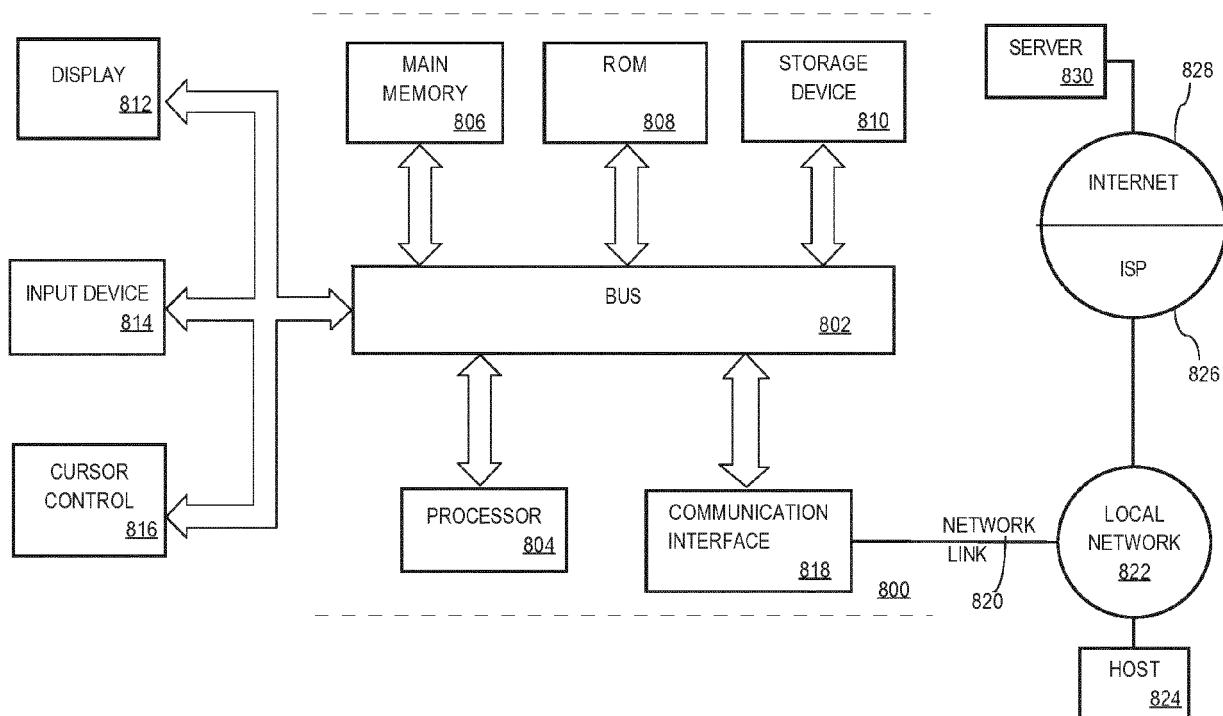 DISPLAY
812
MAIN
MEMORY
806
ROM
808
STORAGE
DEVICE
810
SERVER
830
828
INTERNET
ISP
826
INPUT DEVICE
814
BUS
802
CURSOR
CONTROL
816
PROCESSOR
804
COMMUNICATION
INTERFACE
818
800
NETWORK
LINK
820
LOCAL
NETWORK
822
HOST
824